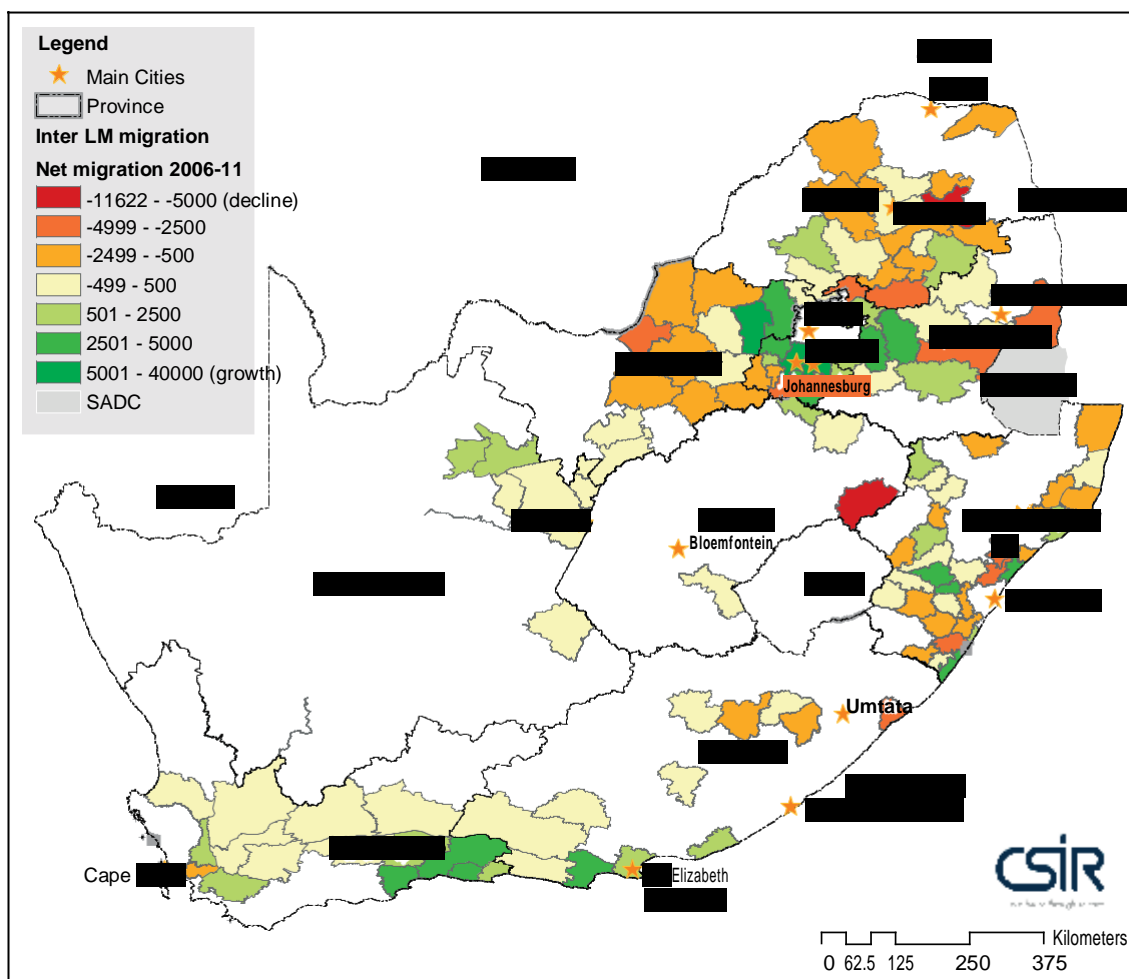 Legend
Main Cities
Province
Inter LM migration
Net migration 2006-11
-11622 - -5000 (decline)
-4999 - -2500
-2499 - -500
-499 - 500
501 - 2500
2501 - 5000
5001 - 40000 (growth)
SADC
Johannesburg
Bloemfontein
Umtata
Cape
Elizabeth
CSIR
Kilometers
0 62.5 125 250 375